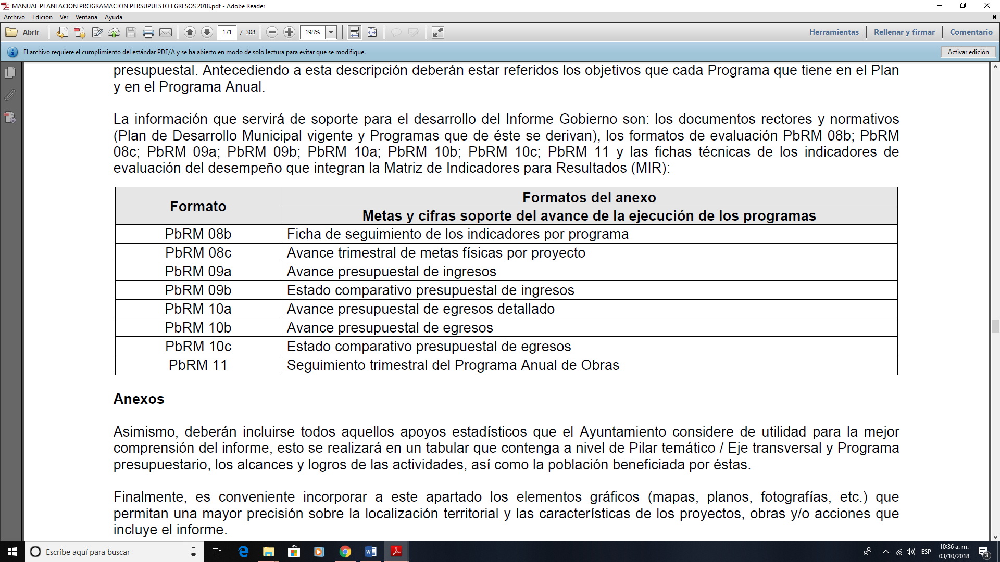 MANUAL PLANEACION PROGRAMACION PERSUPUESTO EGRESOS 2018.pdf - Adobe Reader
Archivo Edición Ver Ventana Ayuda
Abrir 171 / 308 198% Herramientas Rellenar y firmar Comentario
El archivo requiere el cumplimiento del estándar PDF/A y se ha abierto en modo de solo lectura para evitar que se modifique. Activar edición
presupuestal. Antecediendo a esta descripción deberán estar referidos los objetivos que cada Programa que tiene en el Plan
y en el Programa Anual.
La información que servirá de soporte para el desarrollo del Informe Gobierno son: los documentos rectores y normativos
(Plan de Desarrollo Municipal vigente y Programas que de éste se derivan), los formatos de evaluación PbRM 08b; PbRM
08c; PbRM 09a; PbRM 09b; PbRM 10a; PbRM 10b; PbRM 10c; PbRM 11 y las fichas técnicas de los indicadores de
evaluación del desempeño que integran la Matriz de Indicadores para Resultados (MIR):
Formato
Formatos del anexo
Metas y cifras soporte del avance de la ejecución de los programas
PbRM 08b Ficha de seguimiento de los indicadores por programa
PbRM 08c Avance trimestral de metas físicas por proyecto
PbRM 09a Avance presupuestal de ingresos
PbRM 09b Estado comparativo presupuestal de ingresos
PbRM 10a Avance presupuestal de egresos detallado
PbRM 10b Avance presupuestal de egresos
PbRM 10c Estado comparativo presupuestal de egresos
PbRM 11 Seguimiento trimestral del Programa Anual de Obras
Anexos
Asimismo, deberán incluirse todos aquellos apoyos estadísticos que el Ayuntamiento considere de utilidad para la mejor
comprensión del informe, esto se realizará en un tabular que contenga a nivel de Pilar temático / Eje transversal y Programa
presupuestario, los alcances y logros de las actividades, así como la población beneficiada por éstas.
Finalmente, es conveniente incorporar a este apartado los elementos gráficos (mapas, planos, fotografías, etc.) que
permitan una mayor precisión sobre la localización territorial y las características de los proyectos, obras y/o acciones que
incluye el informe.
Escribe aquí para buscar
ESP
10:36 a. m.
03/10/2018
3